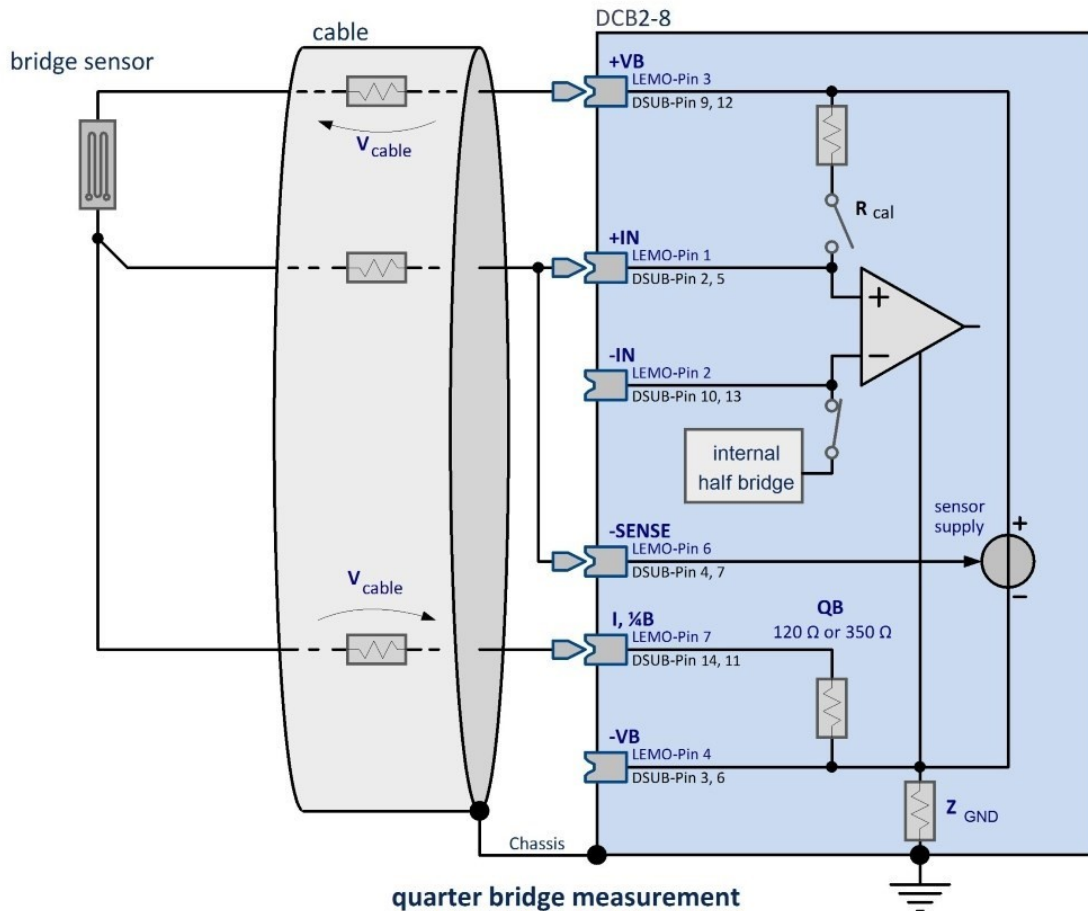 DCB2-8
cable
bridge sensor
+VB
LEMO-Pin 3
DSUB-Pin 9, 12
V cable
R cal
+IN
LEMO-Pin 1
DSUB-Pin 2, 5
+
-IN
LEMO-Pin 2
DSUB-Pin 10, 13
−
internal
half bridge
sensor
supply
+
−
-SENSE
LEMO-Pin 6
DSUB-Pin 4, 7
V cable
I, ¼B
LEMO-Pin 7
DSUB-Pin 14, 11
QB
120 Ω or 350 Ω
-VB
LEMO-Pin 4
DSUB-Pin 3, 6
Z GND
Chassis
quarter bridge measurement